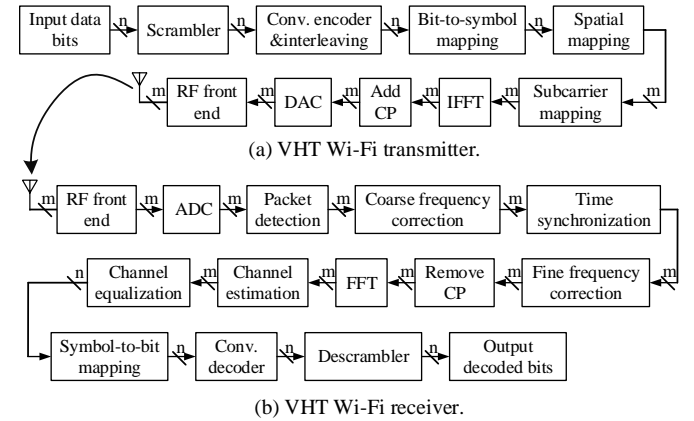 Input data bits
n
Scrambler
n
Conv. encoder &interleaving
n
Bit-to-symbol mapping
n
Spatial mapping
m
Subcarrier mapping
m
IFFT
m
Add CP
m
DAC
m
RF front end
m
(a) VHT Wi-Fi transmitter.
m
RF front end
m
ADC
m
Packet detection
m
Coarse frequency correction
m
Time synchronization
m
Fine frequency correction
m
Remove CP
m
FFT
m
Channel estimation
m
Channel equalization
n
Symbol-to-bit mapping
n
Conv. decoder
n
Descrambler
n
Output decoded bits
(b) VHT Wi-Fi receiver.